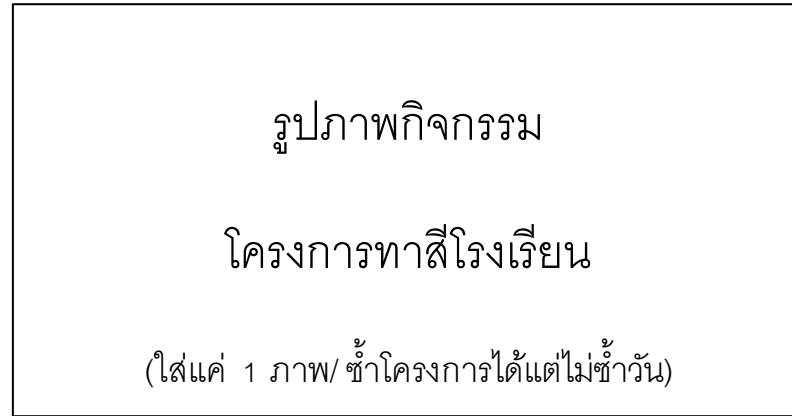 รูปภาพกิจกรรม
โครงการทาสีโรงเรียน
(ใส่แค่ 1 ภาพ/ ซ้ำโครงการได้แต่ไม่ซ้ำวัน)